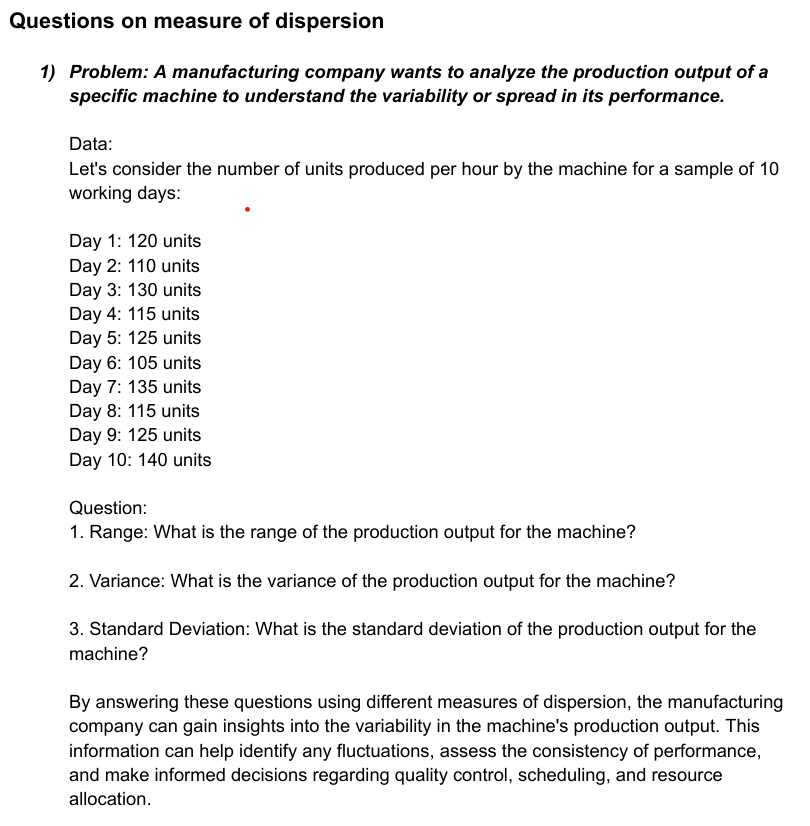 Questions on measure of dispersion
1) Problem: A manufacturing company wants to analyze the production output of a
specific machine to understand the variability or spread in its performance.
Data:
Let's consider the number of units produced per hour by the machine for a sample of 10
working days:
Day 1: 120 units
Day 2: 110 units
Day 3: 130 units
Day 4: 115 units
Day 5: 125 units
Day 6: 105 units
Day 7: 135 units
Day 8: 115 units
Day 9: 125 units
Day 10: 140 units
Question:
1. Range: What is the range of the production output for the machine?
2. Variance: What is the variance of the production output for the machine?
3. Standard Deviation: What is the standard deviation of the production output for the
machine?
By answering these questions using different measures of dispersion, the manufacturing
company can gain insights into the variability in the machine's production output. This
information can help identify any fluctuations, assess the consistency of performance,
and make informed decisions regarding quality control, scheduling, and resource
allocation.